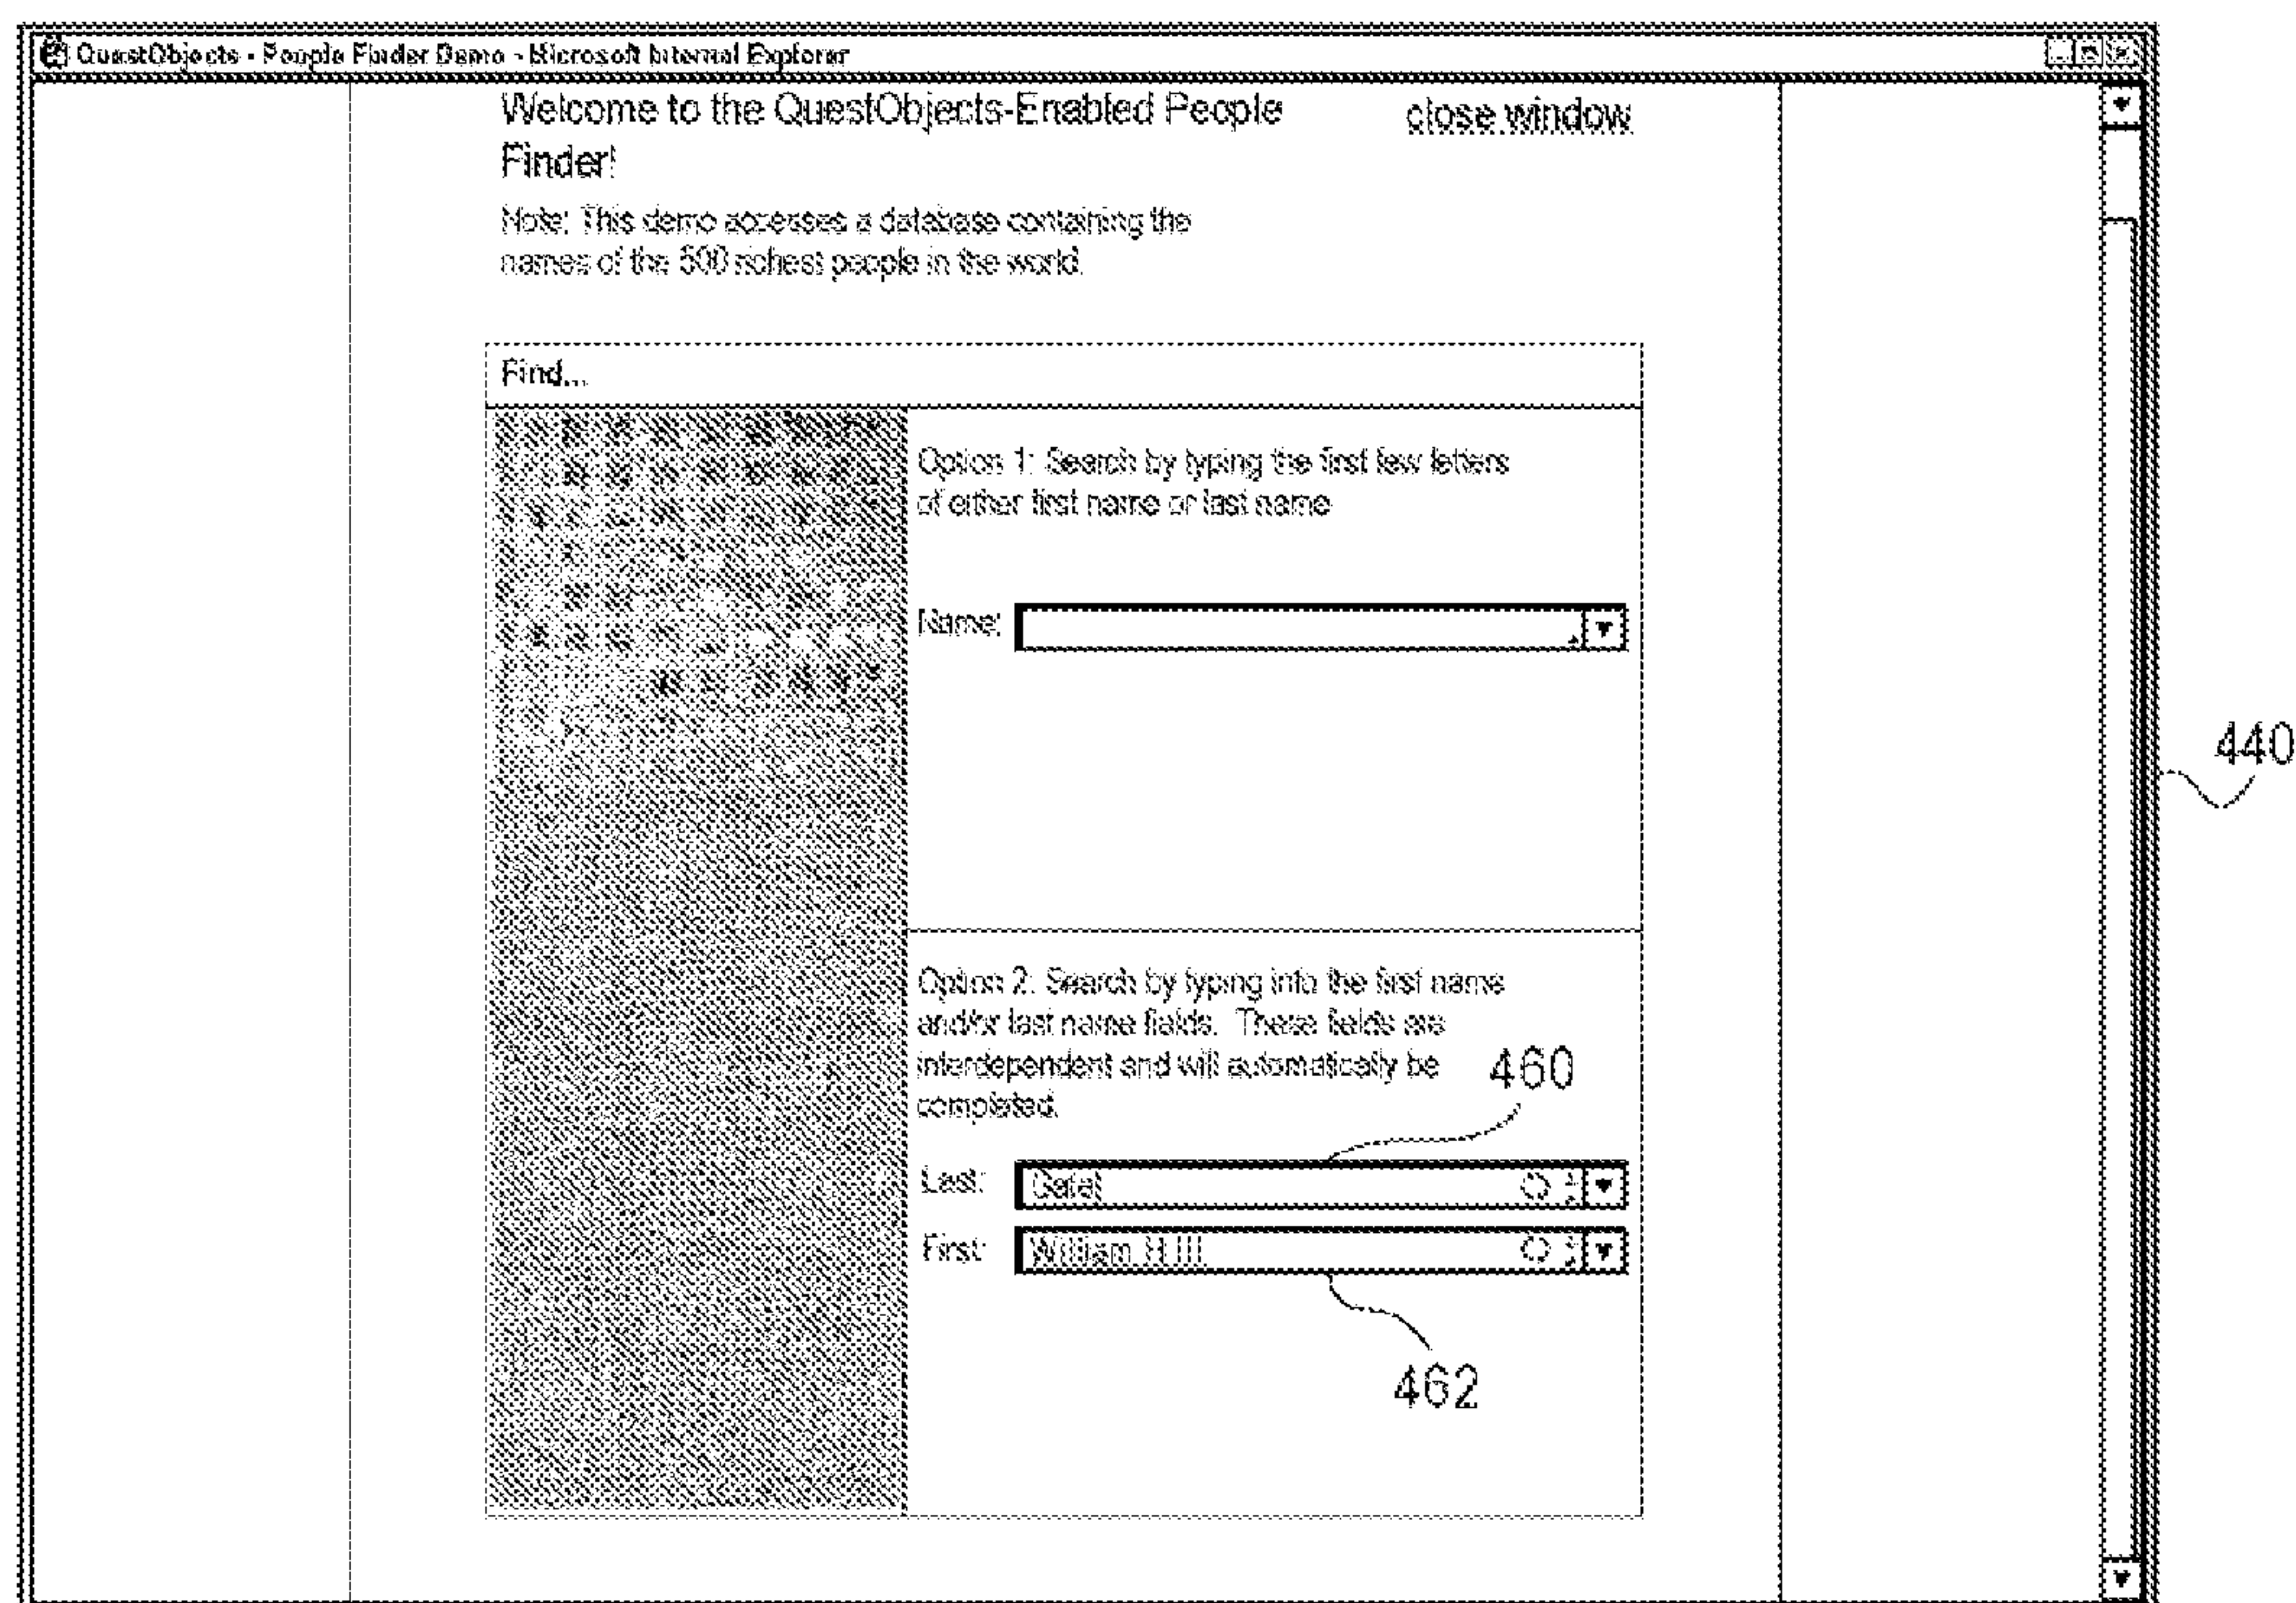 QuestObjects - People Finder Demo - Microsoft Internet Explorer
Welcome to the QuestObjects-Enabled People
Finder!
close window
Note: This demo accesses a database containing the
names of the 500 richest people in the world.
Find...
Option 1: Search by typing the first few letters
of either first name or last name
Name:
440
Option 2: Search by typing into the first name
and/or last name fields. These fields are
interdependent and will automatically be
completed.
460
Last:
First: William H.III
462